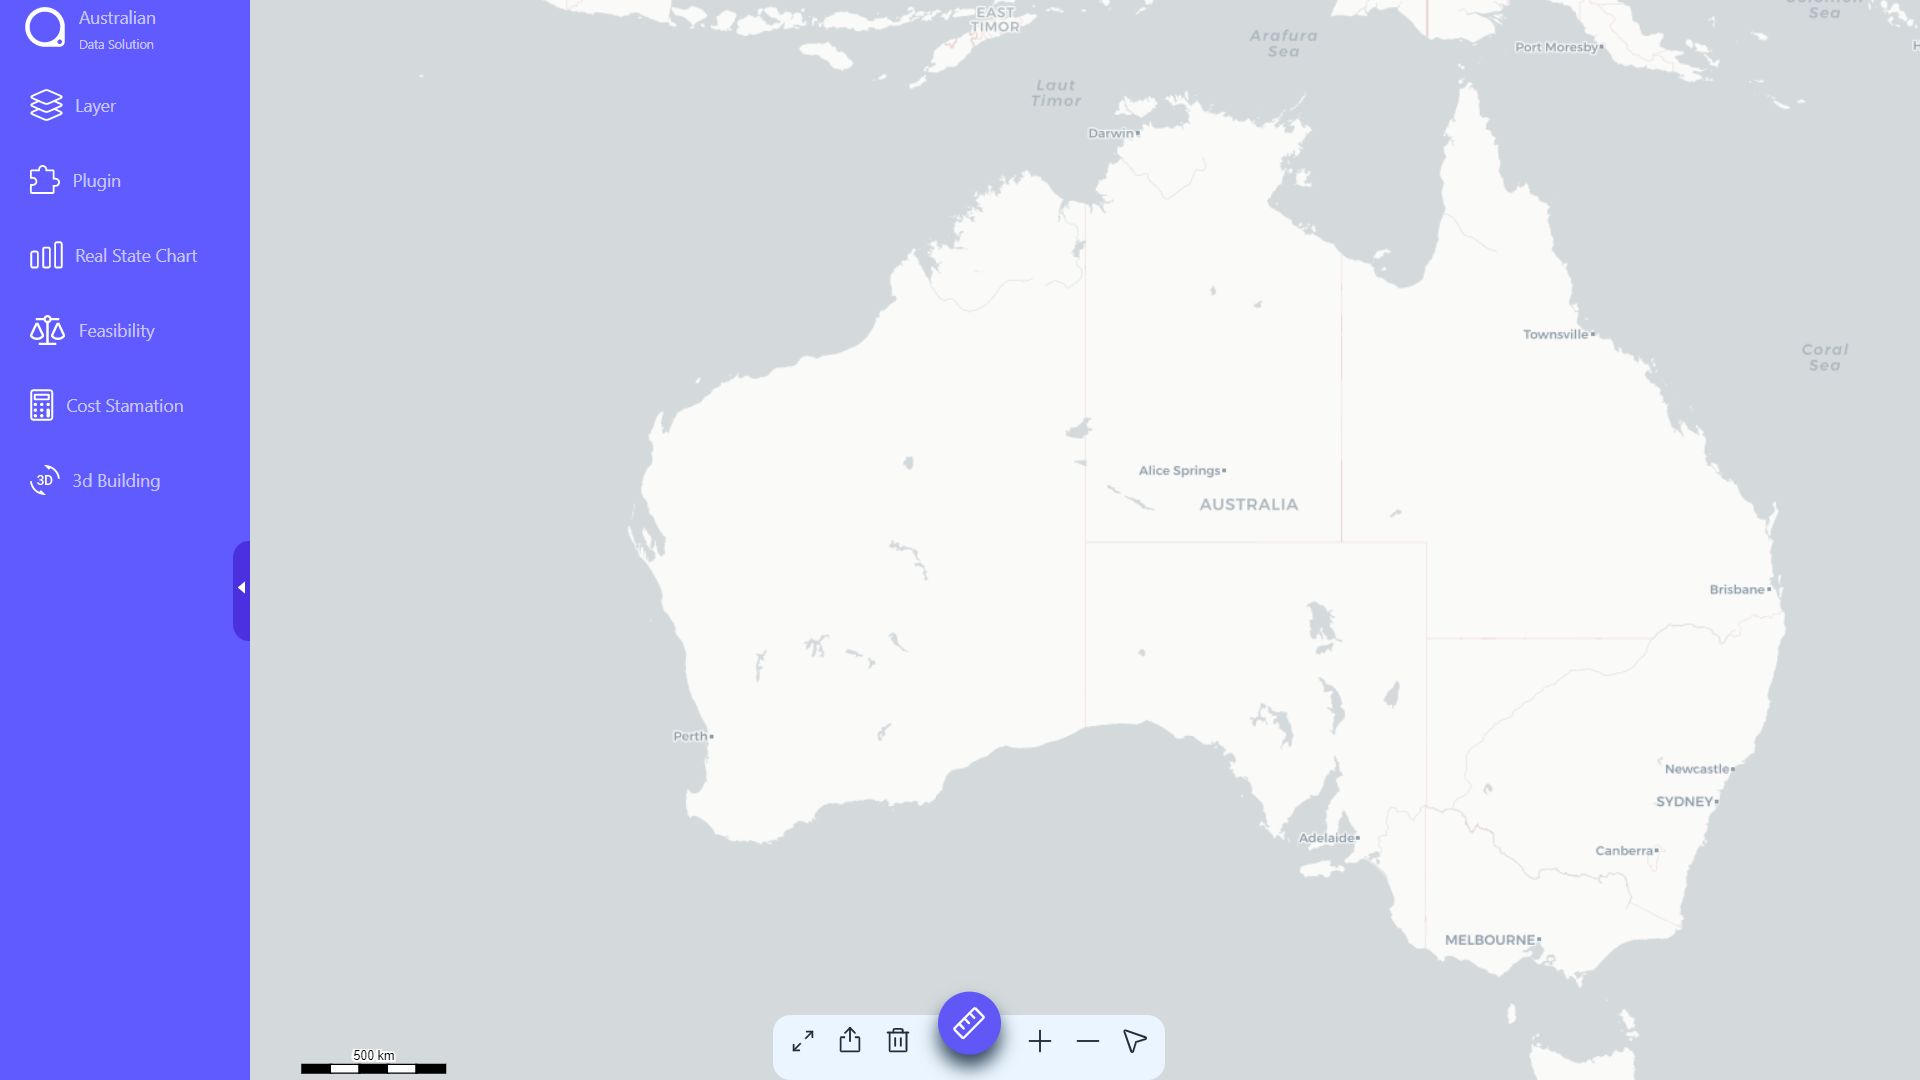 Australian
Data Solution
Layer
Plugin
Real State Chart
Feasibility
Cost Stamation
3D
3d Building
EAST
TIMOR
Arafura
Sea
Sea
Port Moresby
Laut
Timor
Darwin
Townsville
Coral
Sea
Alice Springs
AUSTRALIA
Brisbane
Perth
Newcastle
SYDNEY
Adelaide
Canberra
MELBOURNE
500 km